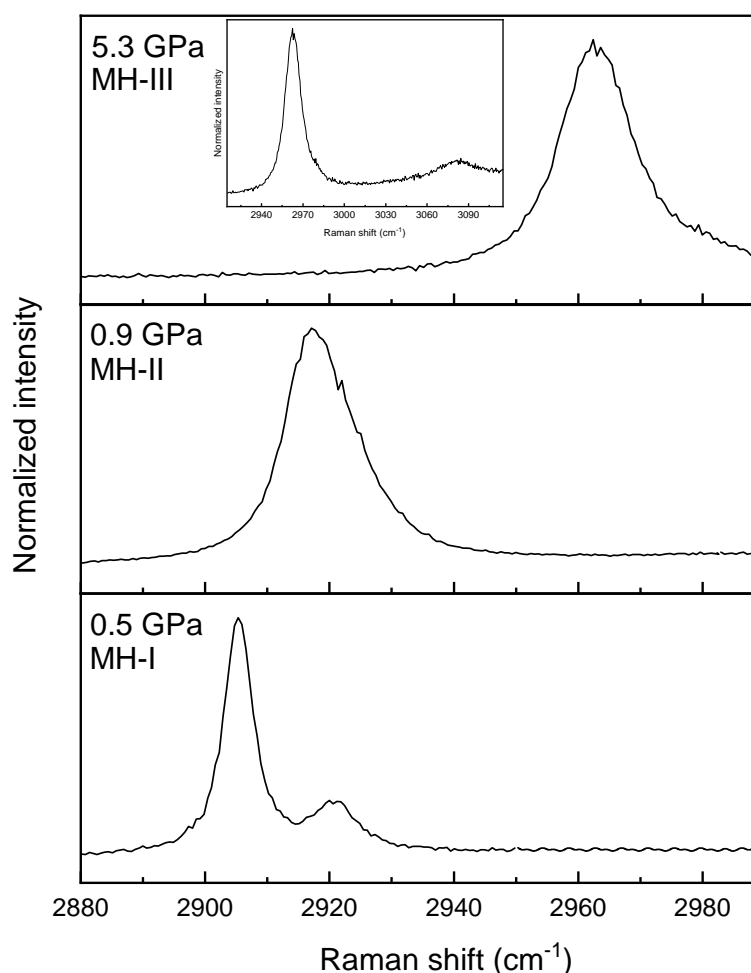 5.3 GPa
MH-III
Normalized intensity
2940 2970 3000 3030 3060 3090
Raman shift (cm⁻¹)
0.9 GPa
MH-II
Normalized intensity
0.5 GPa
MH-I
2880 2900 2920 2940 2960 2980
Raman shift (cm⁻¹)